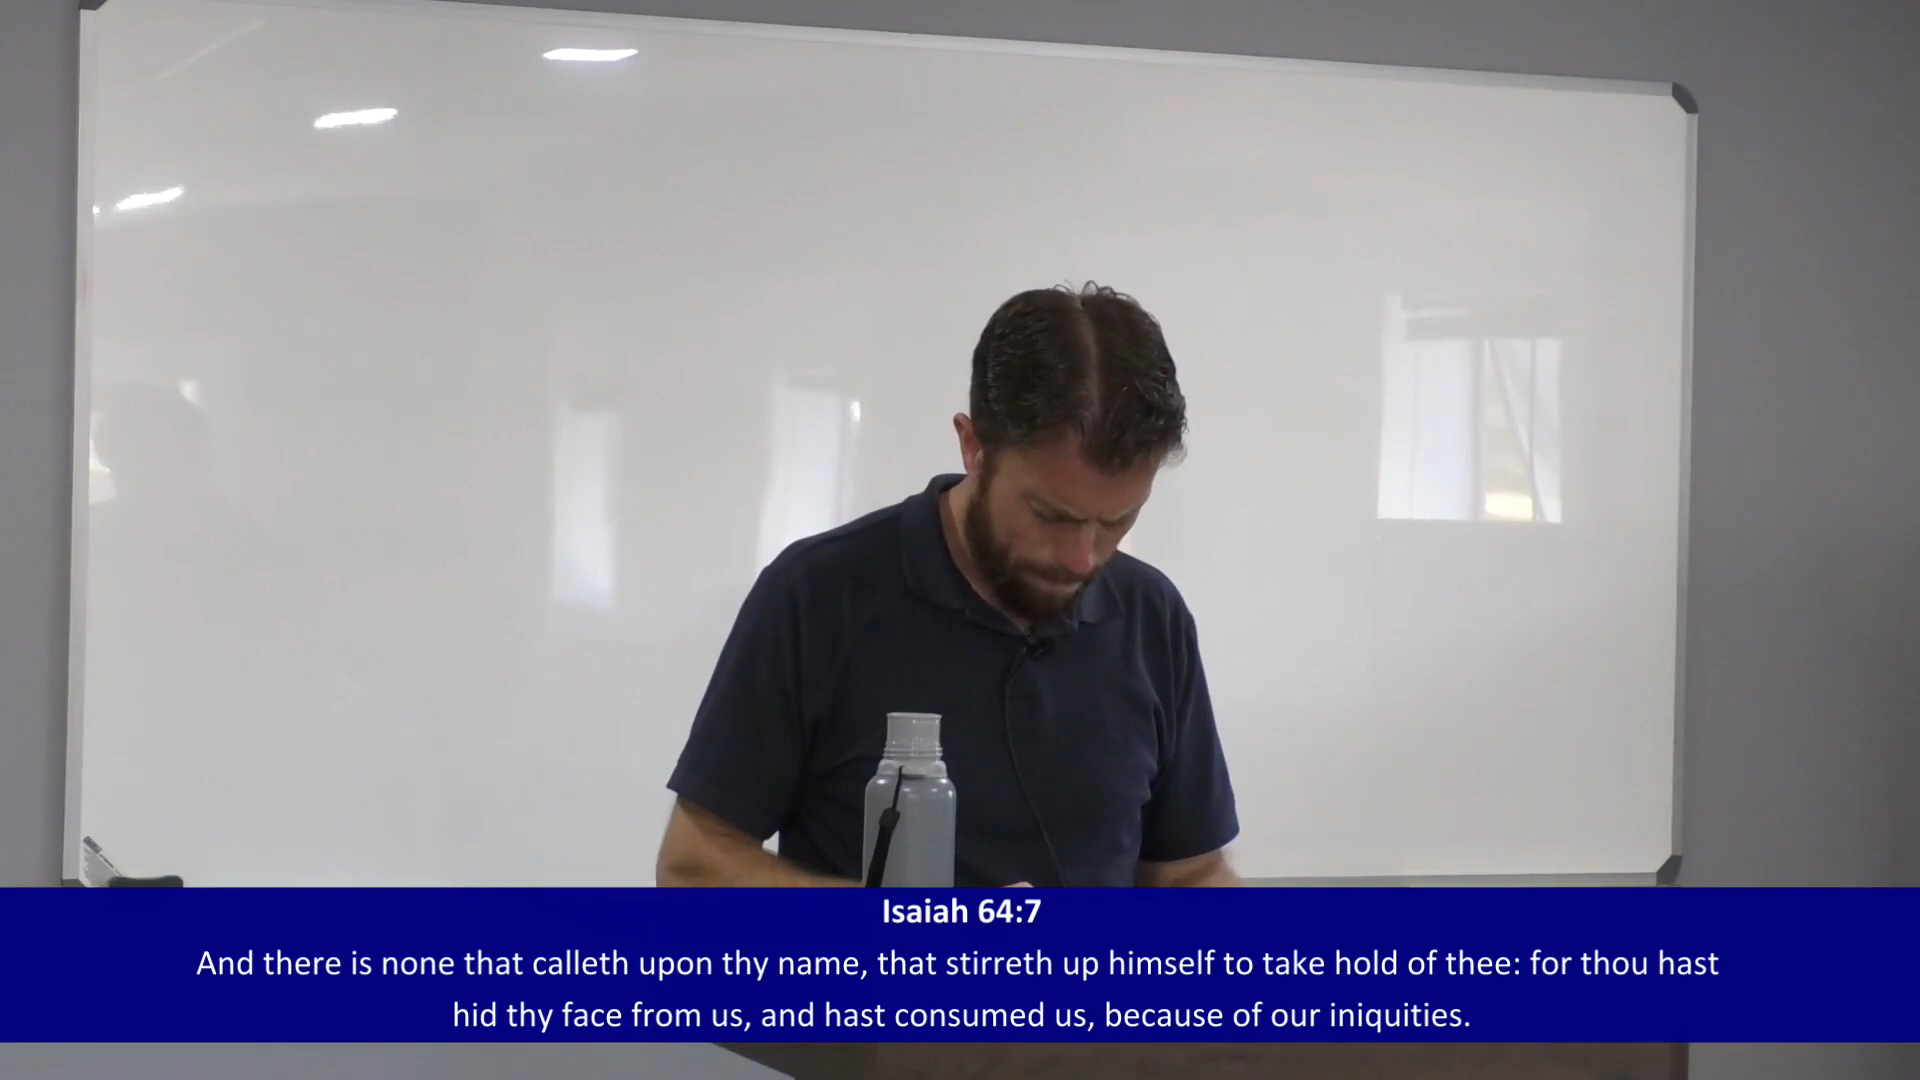 Isaiah 64:7
And there is none that calleth upon thy name, that stirreth up himself to take hold of thee: for thou hast
hid thy face from us, and hast consumed us, because of our iniquities.